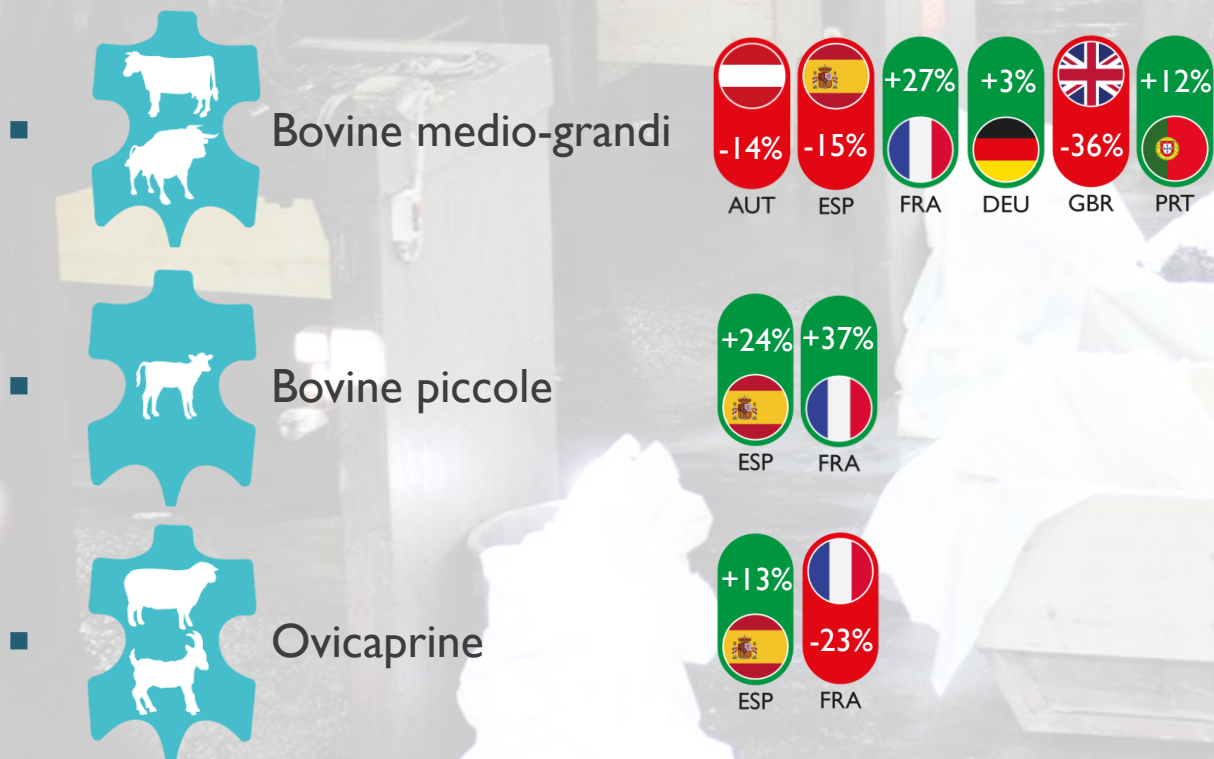 Bovine medio-grandi
-14% -15% +27% +3% -36% +12%
AUT ESP FRA DEU GBR PRT
Bovine piccole
+24% +37%
ESP FRA
Ovicaprine
+13% -23%
ESP FRA